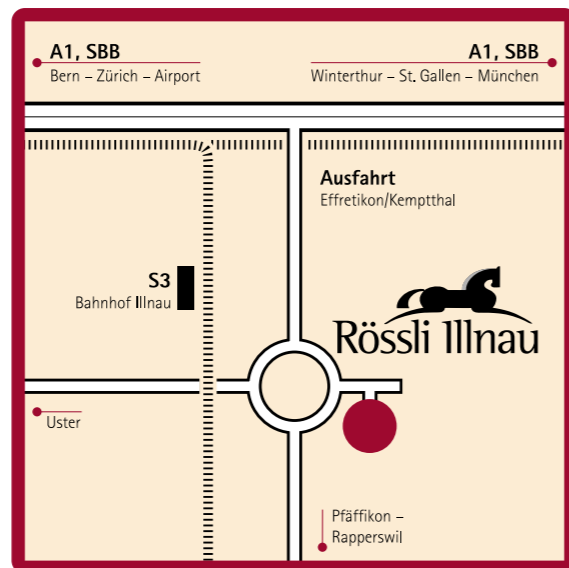 A1, SBB
Bern – Zürich – Airport
A1, SBB
Winterthur – St. Gallen – München
Ausfahrt
Effretikon/Kemptthal
S3
Bahnhof Illnau
Rössli Illnau
Uster
Pfäffikon –
Rapperswil